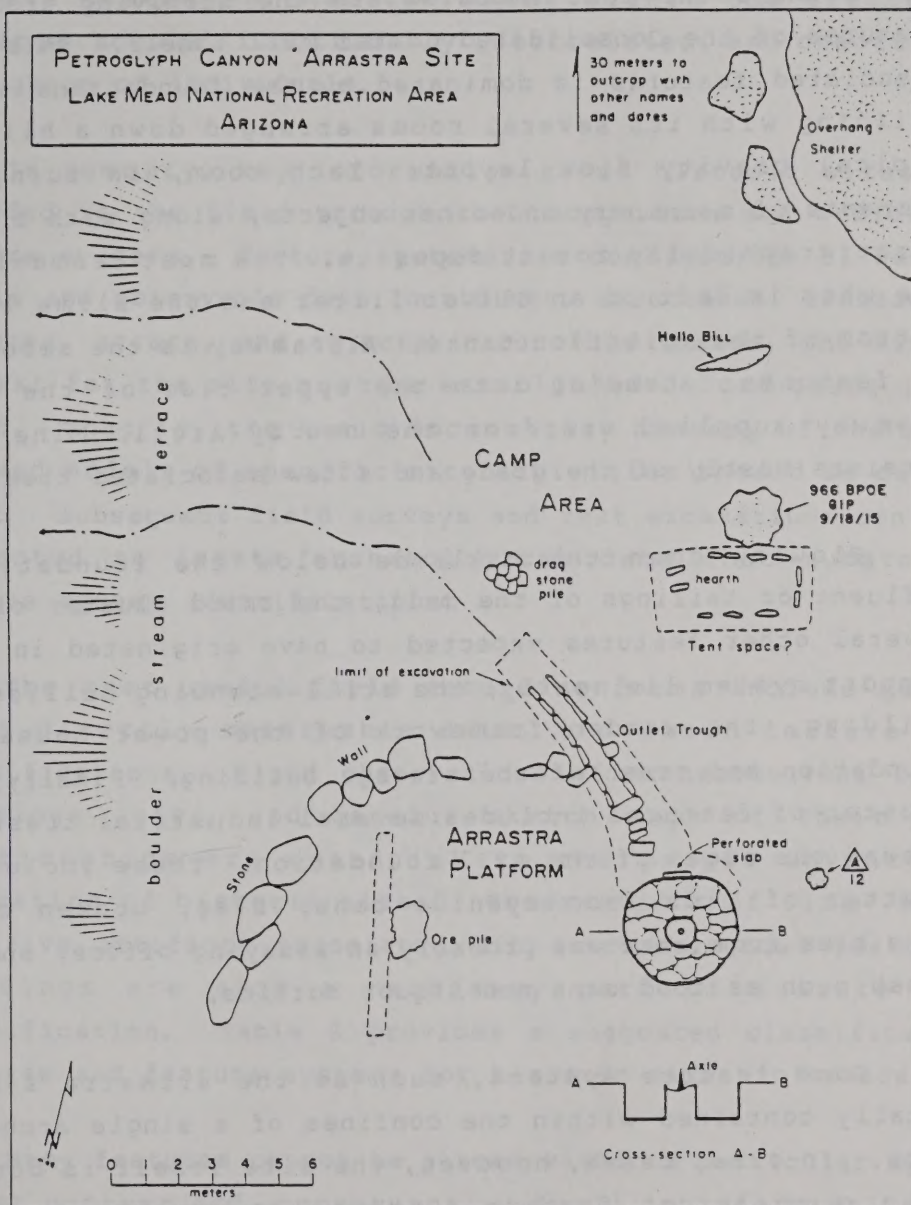 PETROGLYPH CANYON ARRASTRA SITE
LAKE MEAD NATIONAL RECREATION AREA
ARIZONA
30 meters to
outcrop with
other names
and dates
Overhang
Shelter
Hello Bill
terrace
CAMP
AREA
966 BPOE
GIP
9/18/15
drag
stone
pile
hearth
Tent space?
limit of excavation
Outlet Trough
boulder stream
Stone Wall
ARRASTRA
PLATFORM
Perforated
slab
12
Ore pile
A
B
A
Axle
B
Cross-section A-B
N
0 1 2 3 4 5 6
meters